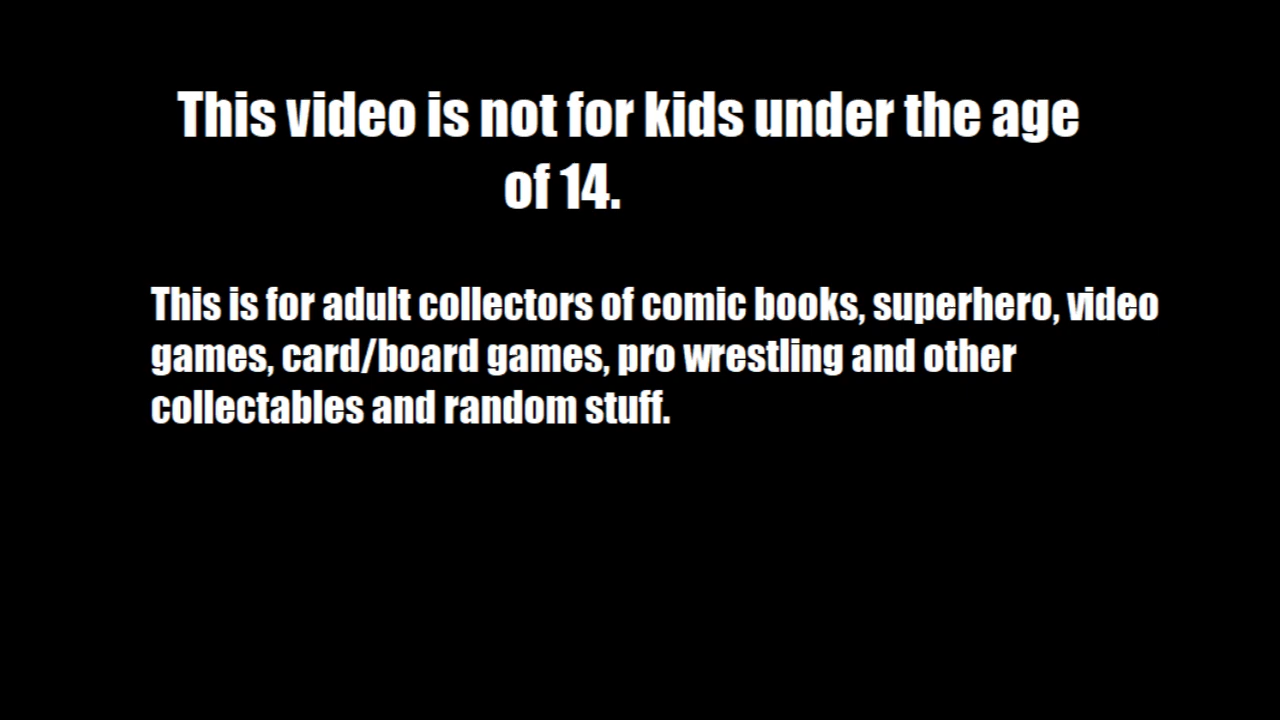 This video is not for kids under the age
of 14.
This is for adult collectors of comic books, superhero, video
games, card/board games, pro wrestling and other
collectables and random stuff.